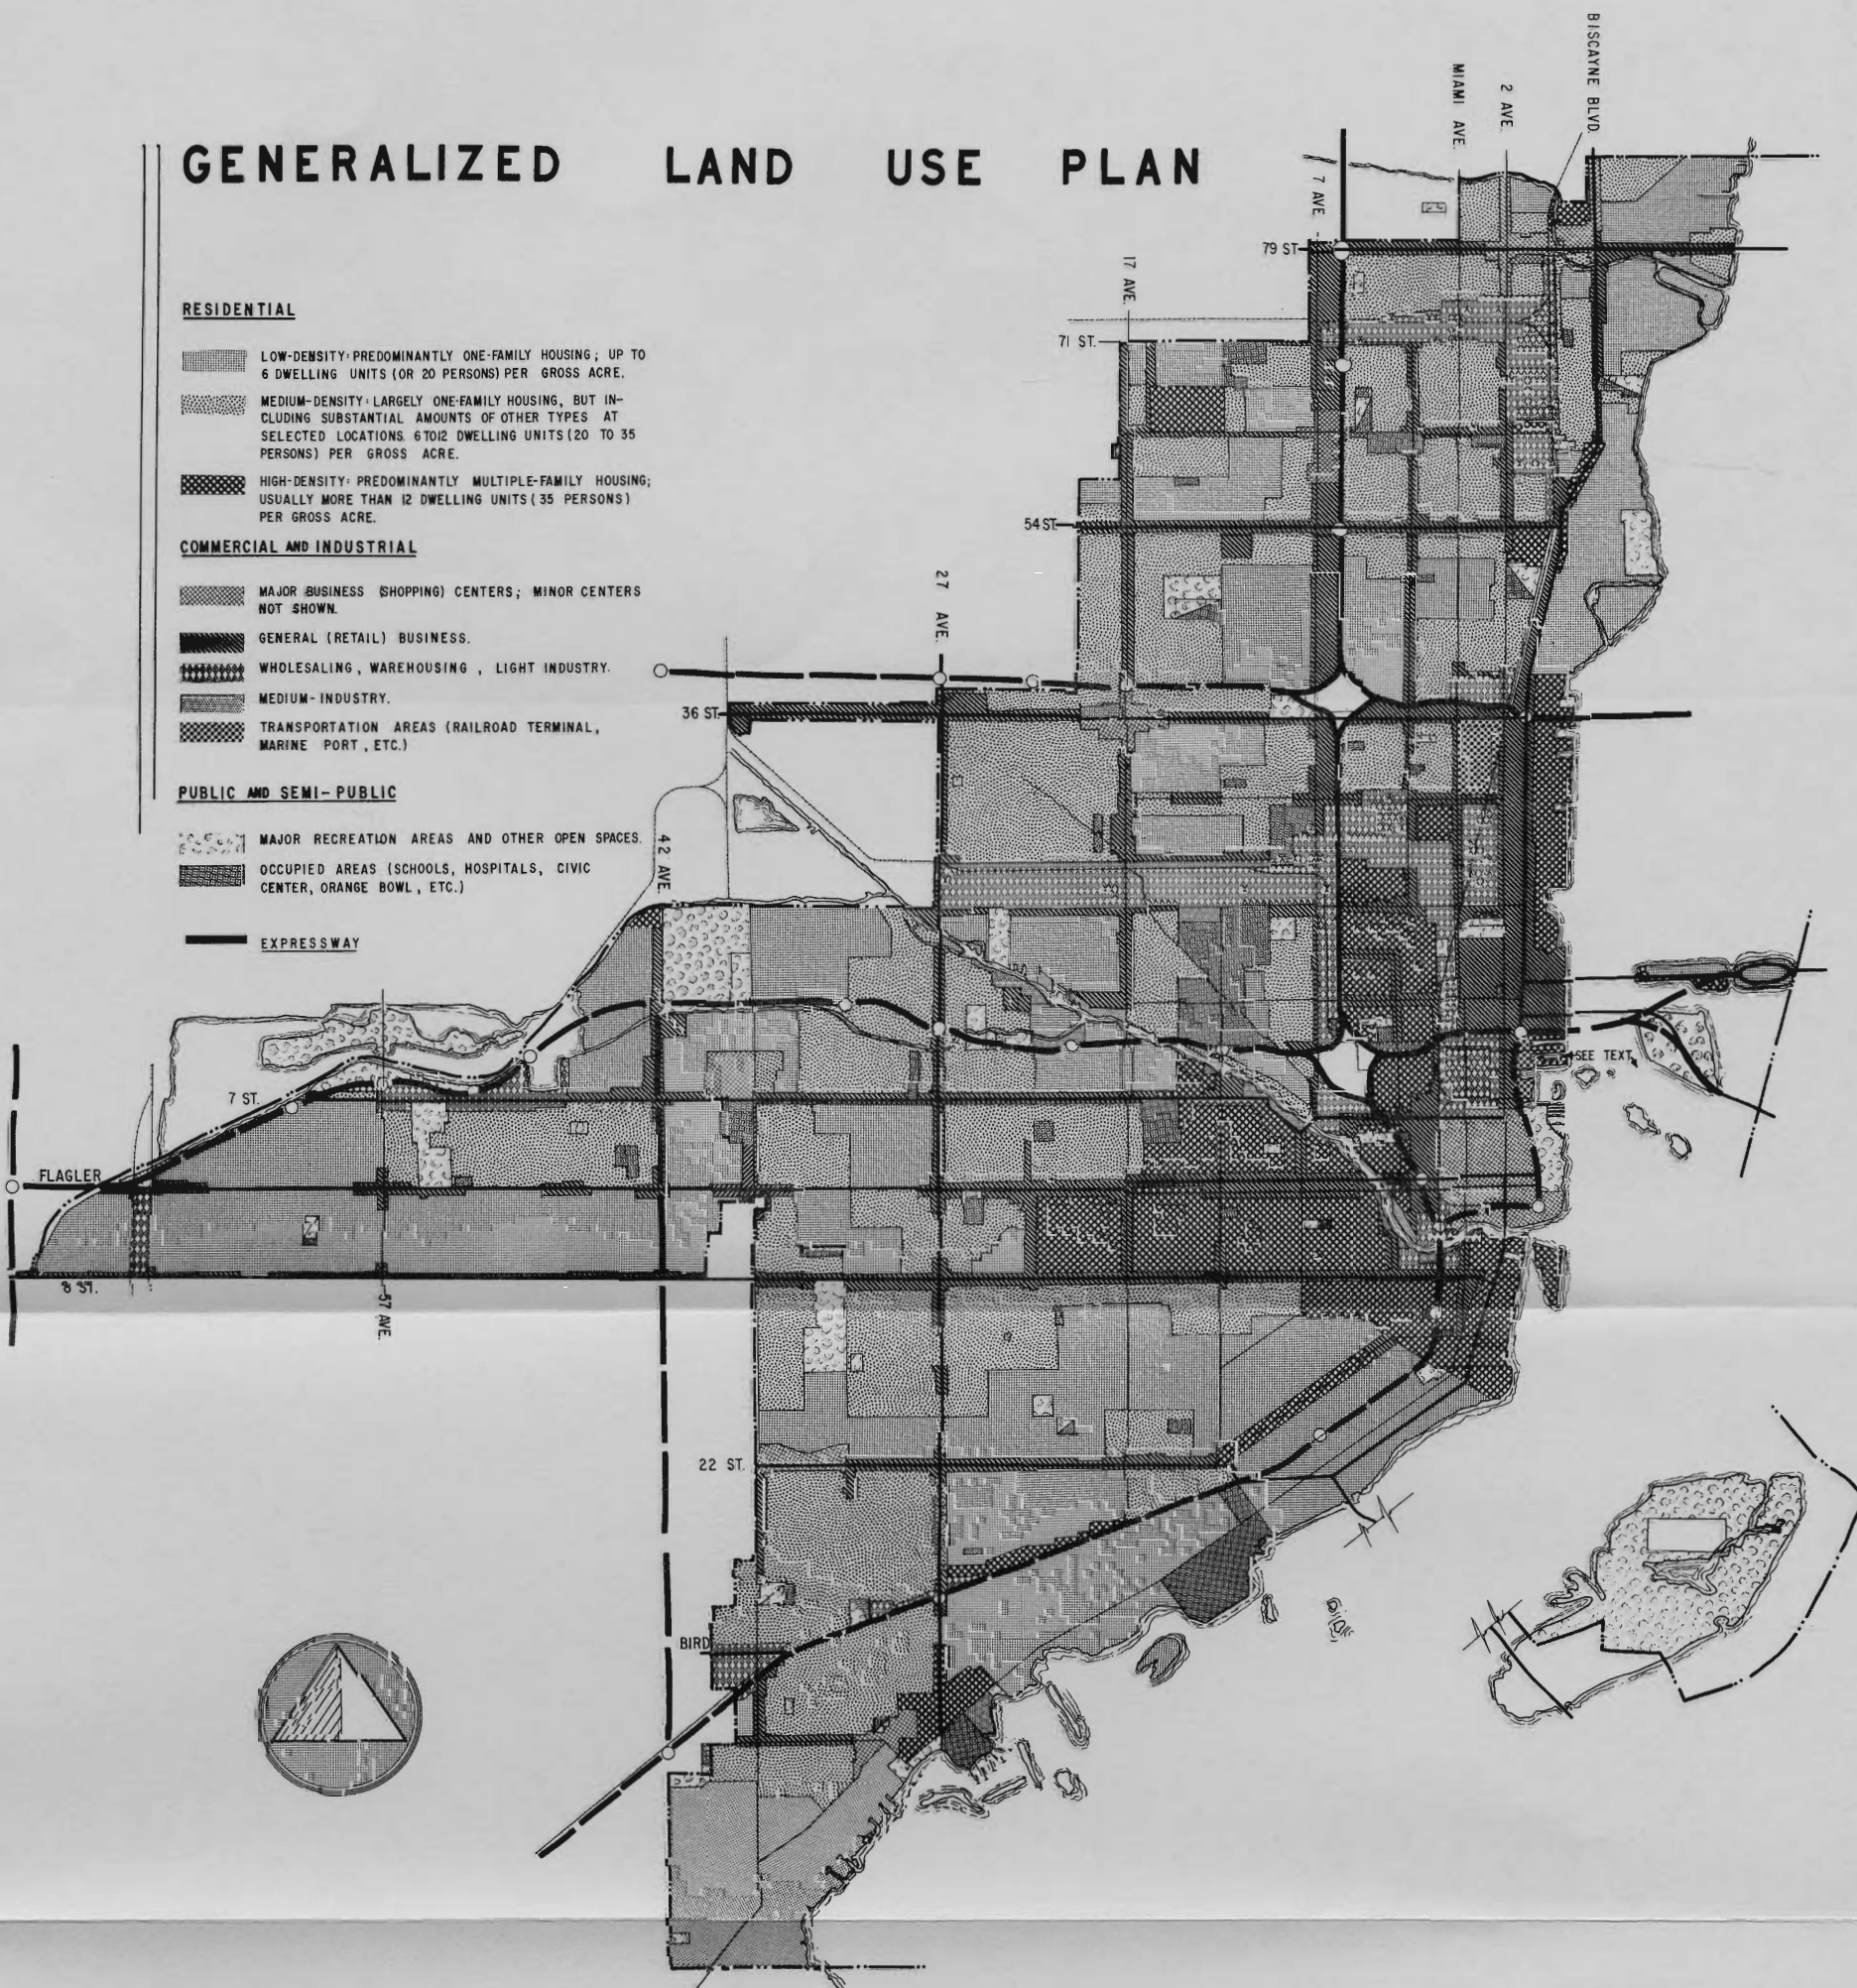 GENERALIZED LAND USE PLAN
RESIDENTIAL
LOW-DENSITY: PREDOMINANTLY ONE-FAMILY HOUSING; UP TO
6 DWELLING UNITS (OR 20 PERSONS) PER GROSS ACRE.
MEDIUM-DENSITY: LARGELY ONE-FAMILY HOUSING, BUT IN-
CLUDING SUBSTANTIAL AMOUNTS OF OTHER TYPES AT
SELECTED LOCATIONS. 6 TO 12 DWELLING UNITS (20 TO 35
PERSONS) PER GROSS ACRE.
HIGH-DENSITY: PREDOMINANTLY MULTIPLE-FAMILY HOUSING;
USUALLY MORE THAN 12 DWELLING UNITS (35 PERSONS)
PER GROSS ACRE.
COMMERCIAL AND INDUSTRIAL
MAJOR BUSINESS (SHOPPING) CENTERS; MINOR CENTERS
NOT SHOWN.
GENERAL (RETAIL) BUSINESS.
WHOLESALING, WAREHOUSING, LIGHT INDUSTRY.
MEDIUM-INDUSTRY.
TRANSPORTATION AREAS (RAILROAD TERMINAL,
MARINE PORT, ETC.)
PUBLIC AND SEMI-PUBLIC
MAJOR RECREATION AREAS AND OTHER OPEN SPACES.
OCCUPIED AREAS (SCHOOLS, HOSPITALS, CIVIC
CENTER, ORANGE BOWL, ETC.)
EXPRESSWAY
BISCAYNE BLVD.
2 AVE.
MIAMI AVE.
7 AVE.
17 AVE.
27 AVE.
42 AVE.
57 AVE.
79 ST.
71 ST.
54 ST.
36 ST.
7 ST.
FLAGLER
8 ST.
22 ST.
BIRD
SEE TEXT